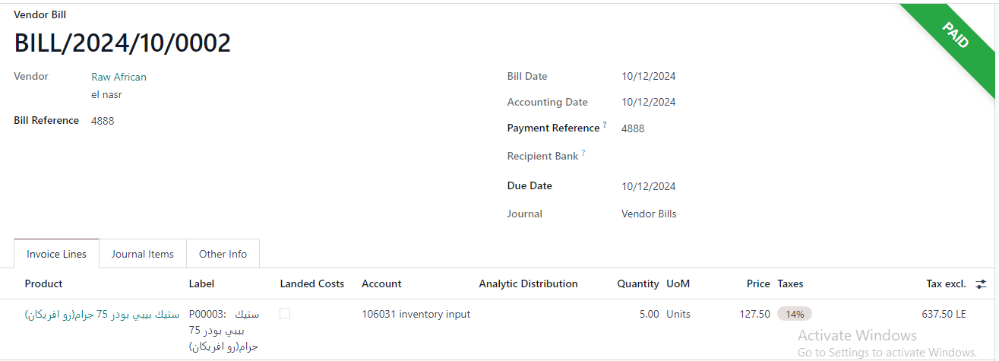 Vendor Bill
BILL/2024/10/0002
PAID
Vendor Raw African
el nasr
Bill Reference 4888
Bill Date 10/12/2024
Accounting Date 10/12/2024
Payment Reference ? 4888
Recipient Bank ?
Due Date 10/12/2024
Journal Vendor Bills
Invoice Lines Journal Items Other Info
Product Label Landed Costs Account Analytic Distribution Quantity UoM Price Taxes Tax excl.
ستيك بيبي بودر 75 جرام(رو افريكان) P00003: ستيك 106031 inventory input 5.00 Units 127.50 14% 637.50 LE
بيبي بودر 75
جرام(رو افريكان)
Activate Windows
Go to Settings to activate Windows.